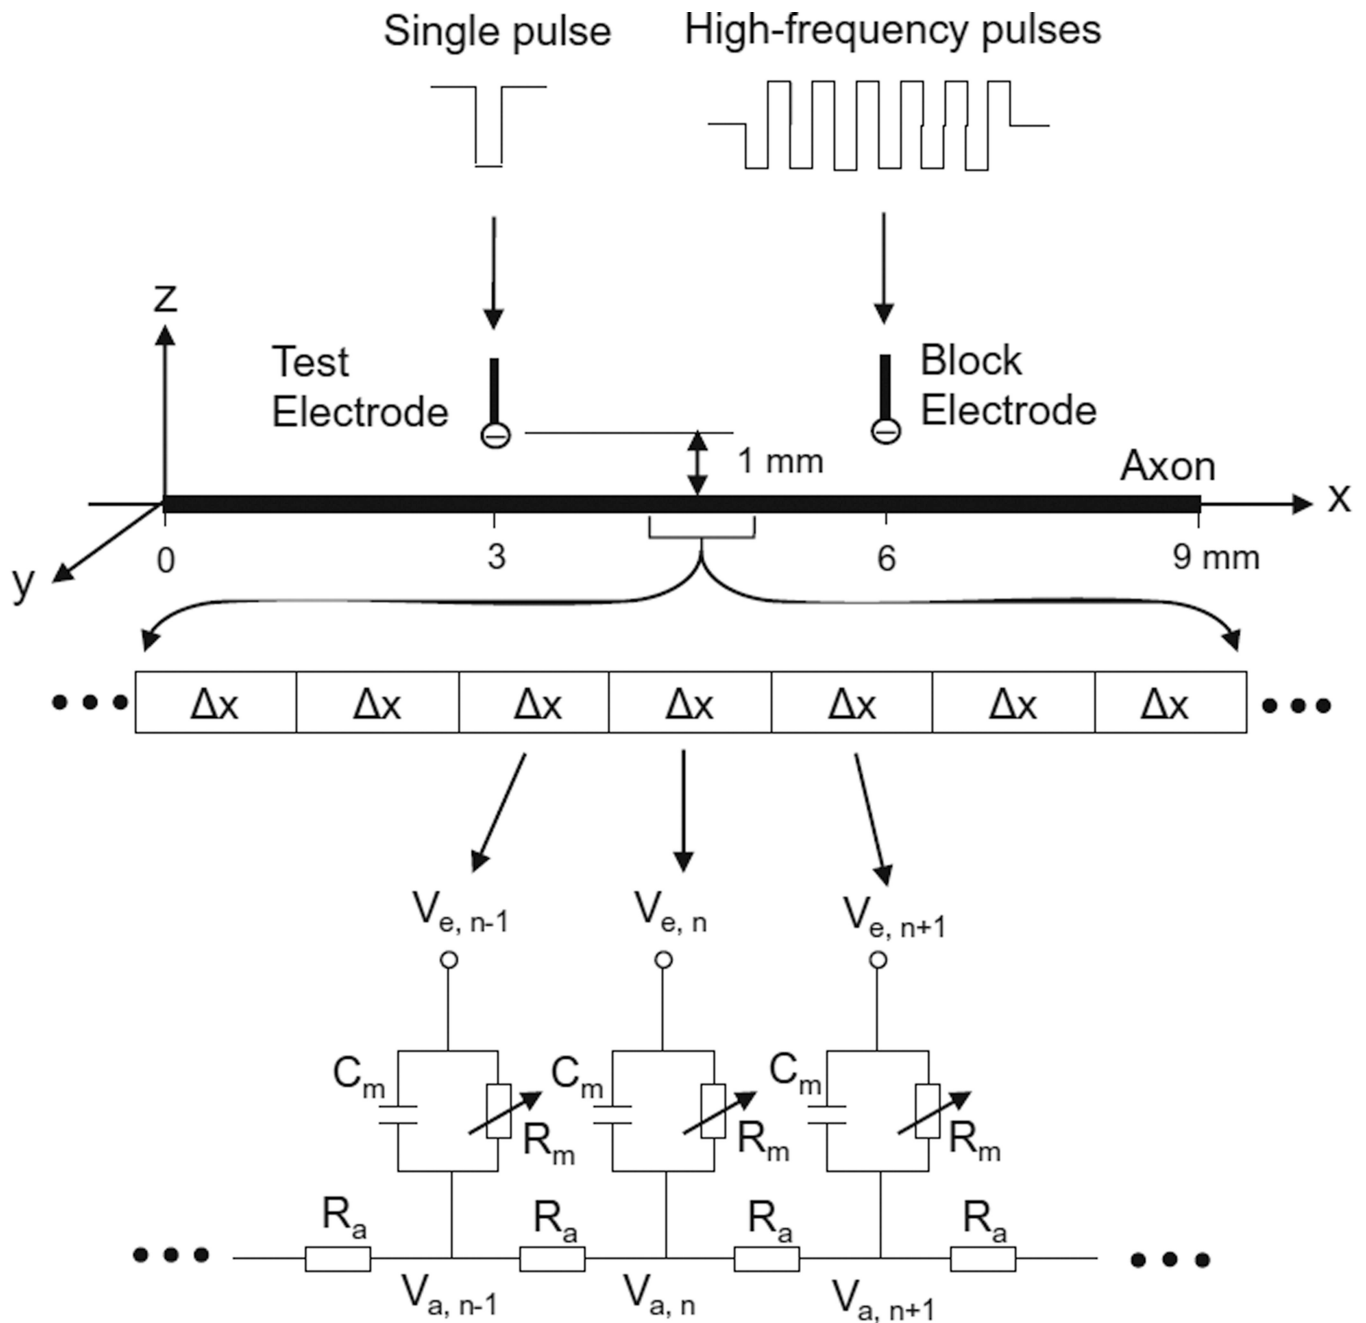 Single pulse
High-frequency pulses
z
Test
Electrode
Block
Electrode
1 mm
Axon
x
y
0
3
6
9 mm
Δx Δx Δx Δx Δx Δx Δx
Ve, n-1
Ve, n
Ve, n+1
Cm
Rm
Cm
Rm
Cm
Rm
Ra
Ra
Ra
Ra
Va, n-1
Va, n
Va, n+1